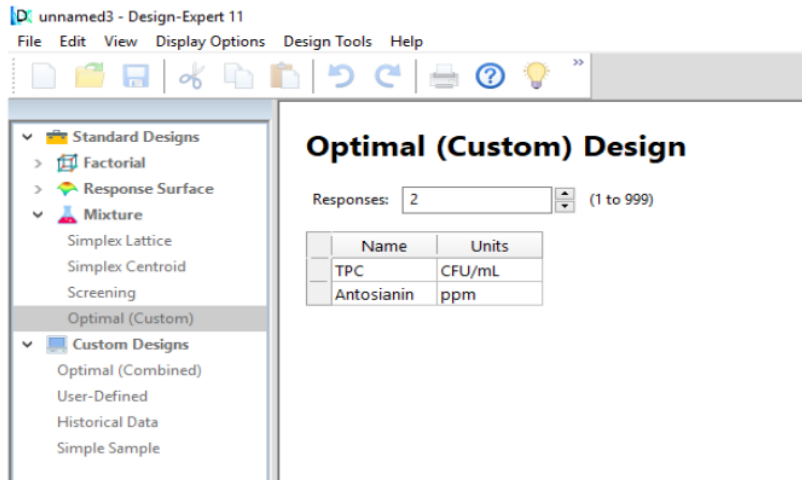 unnamed3 - Design-Expert 11
File Edit View Display Options Design Tools Help
Standard Designs
Factorial
Response Surface
Mixture
Simplex Lattice
Simplex Centroid
Screening
Optimal (Custom)
Custom Designs
Optimal (Combined)
User-Defined
Historical Data
Simple Sample
Optimal (Custom) Design
Responses: 2 (1 to 999)
Name Units
TPC CFU/mL
Antosianin ppm